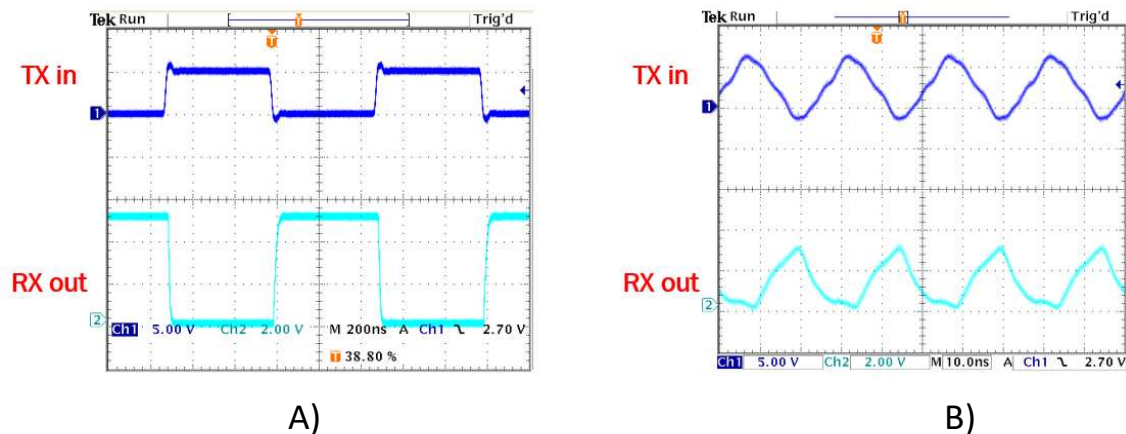 Tek Run
T
Trig'd
T
TX in
1
RX out
2
Ch1 5.00 V Ch2 2.00 V M 200ns A Ch1 2.70 V
T 38.80 %
A)
Tek Run
T
Trig'd
T
TX in
1
RX out
2
Ch1 5.00 V Ch2 2.00 V M 10.0ns A Ch1 2.70 V
B)